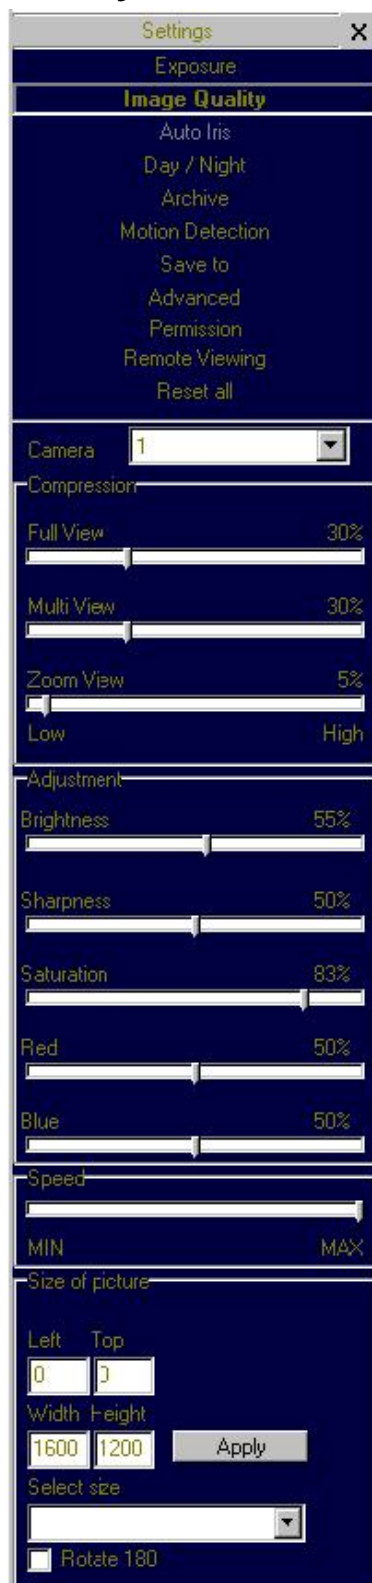 Settings X
Exposure
Image Quality
Auto Iris
Day / Night
Archive
Motion Detection
Save to
Advanced
Permission
Remote Viewing
Reset all
Camera 1
Compression
Full View 30%
Multi View 30%
Zoom View 5%
Low High
Adjustment
Brightness 55%
Sharpness 50%
Saturation 83%
Red 50%
Blue 50%
Speed
MIN MAX
Size of picture
Left Top
0 0
Width Height
1600 1200 Apply
Select size
Rotate 180